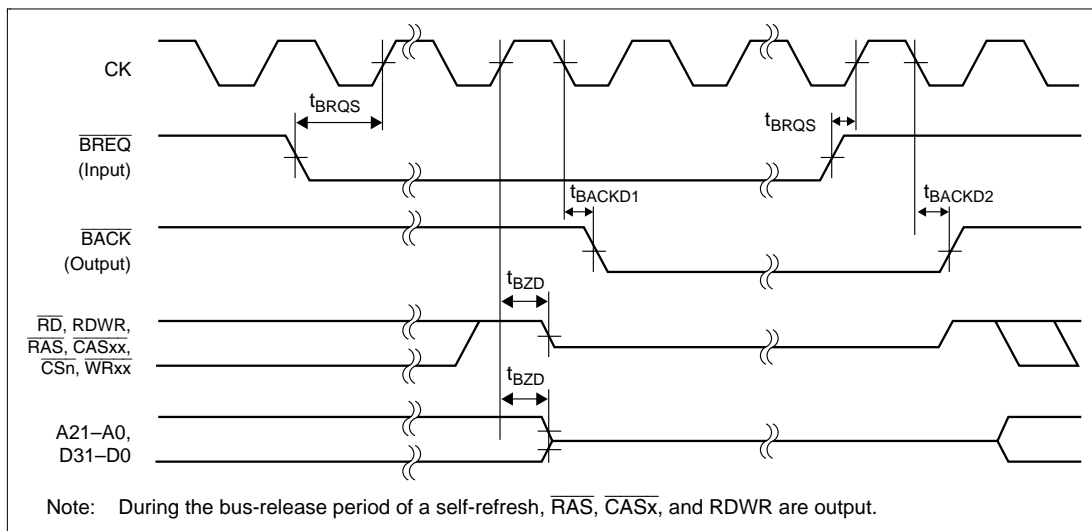 CK
tBRQS
tBRQS
BREQ
(Input)
tBACKD1
tBACKD2
BACK
(Output)
tBZD
RD, RDWR,
RAS, CASxx,
CSn, WRxx
tBZD
A21–A0,
D31–D0
Note: During the bus-release period of a self-refresh, RAS, CASx, and RDWR are output.